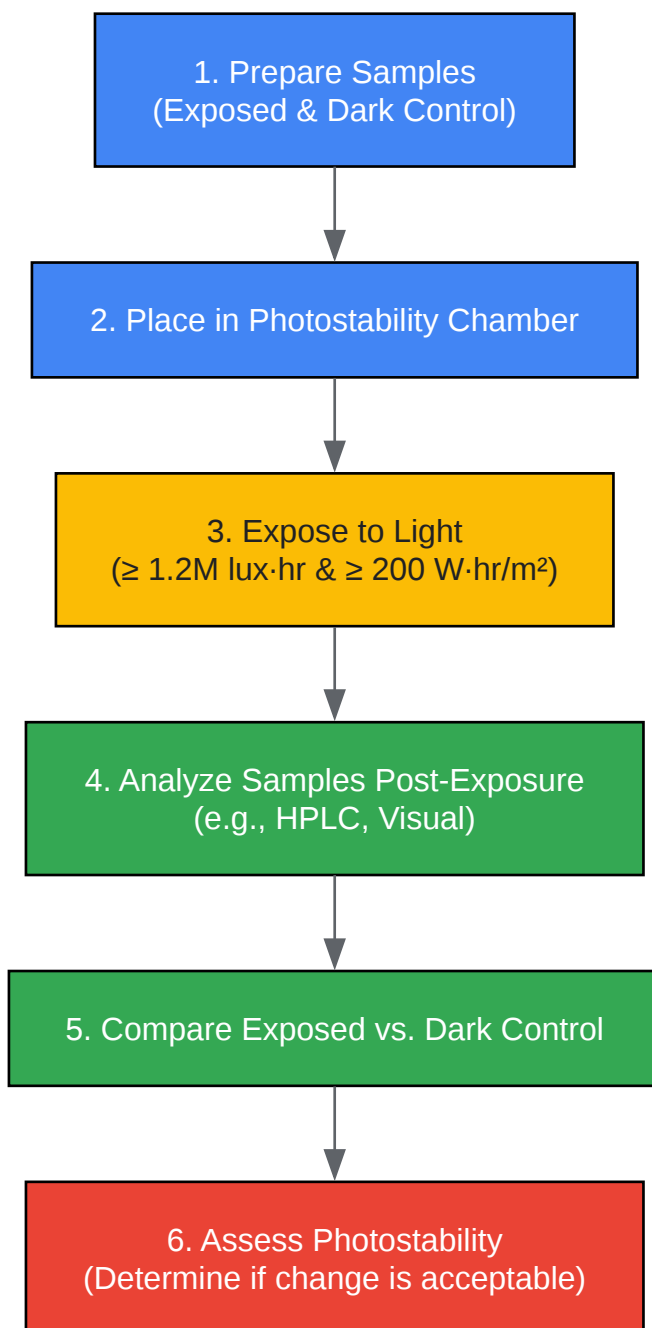 1. Prepare Samples
(Exposed & Dark Control)
2. Place in Photostability Chamber
3. Expose to Light
(≥ 1.2M lux·hr & ≥ 200 W·hr/m²)
4. Analyze Samples Post-Exposure
(e.g., HPLC, Visual)
5. Compare Exposed vs. Dark Control
6. Assess Photostability
(Determine if change is acceptable)